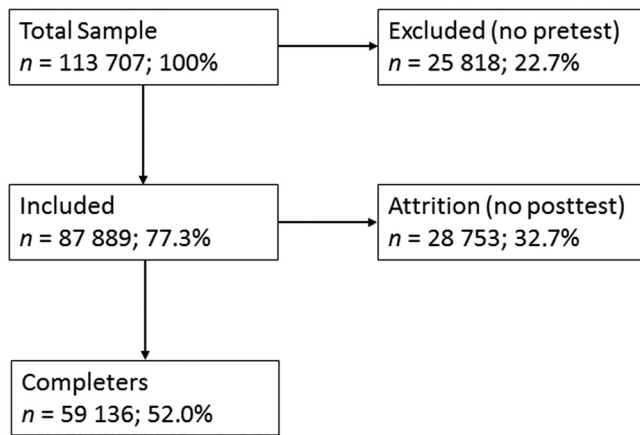 Total Sample
n = 113 707; 100%
Excluded (no pretest)
n = 25 818; 22.7%
Included
n = 87 889; 77.3%
Attrition (no posttest)
n = 28 753; 32.7%
Completers
n = 59 136; 52.0%